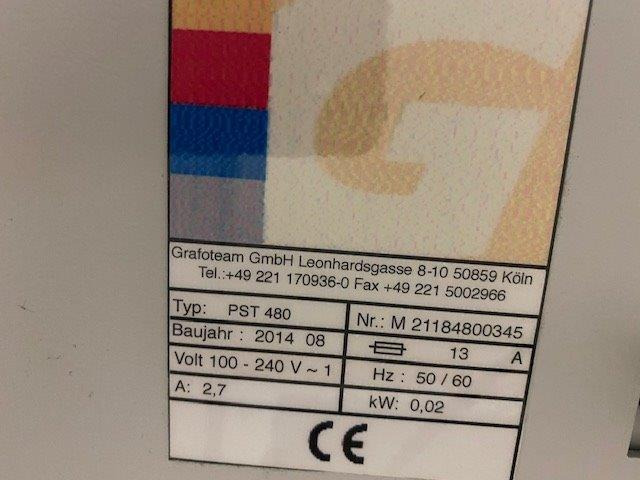 Grafoteam GmbH Leonhardsgasse 8-10 50859 Köln
Tel.:+49 221 170936-0 Fax +49 221 5002966
Typ: PST 480
Nr.: M 21184800345
Baujahr : 2014 08
13 A
Volt 100 - 240 V ~ 1
Hz : 50 / 60
A: 2,7
kW: 0,02
CE